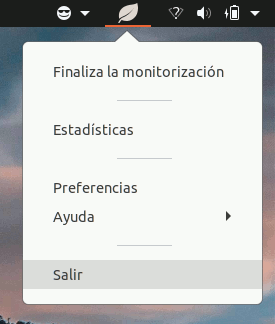 Finaliza la monitorización
Estadísticas
Preferencias
Ayuda
Salir